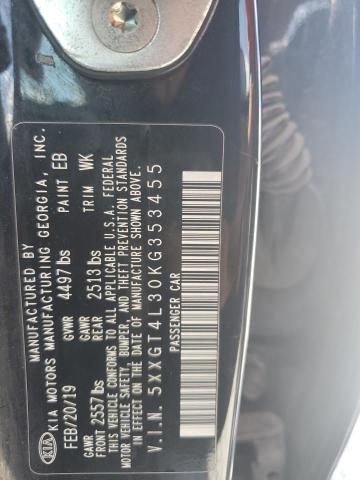 KIA
MANUFACTURED BY
KIA MOTORS MANUFACTURING GEORGIA, INC.
FEB/20/19 GVWR 4497 lbs PAINT EB
GAWR FRONT 2557 lbs GAWR REAR 2513 lbs TRIM WK
THIS VEHICLE CONFORMS TO ALL APPLICABLE U.S.A. FEDERAL
MOTOR VEHICLE SAFETY, BUMPER, AND THEFT PREVENTION STANDARDS
IN EFFECT ON THE DATE OF MANUFACTURE SHOWN ABOVE.
V.I.N. 5XXGT4L30KG353455
PASSENGER CAR